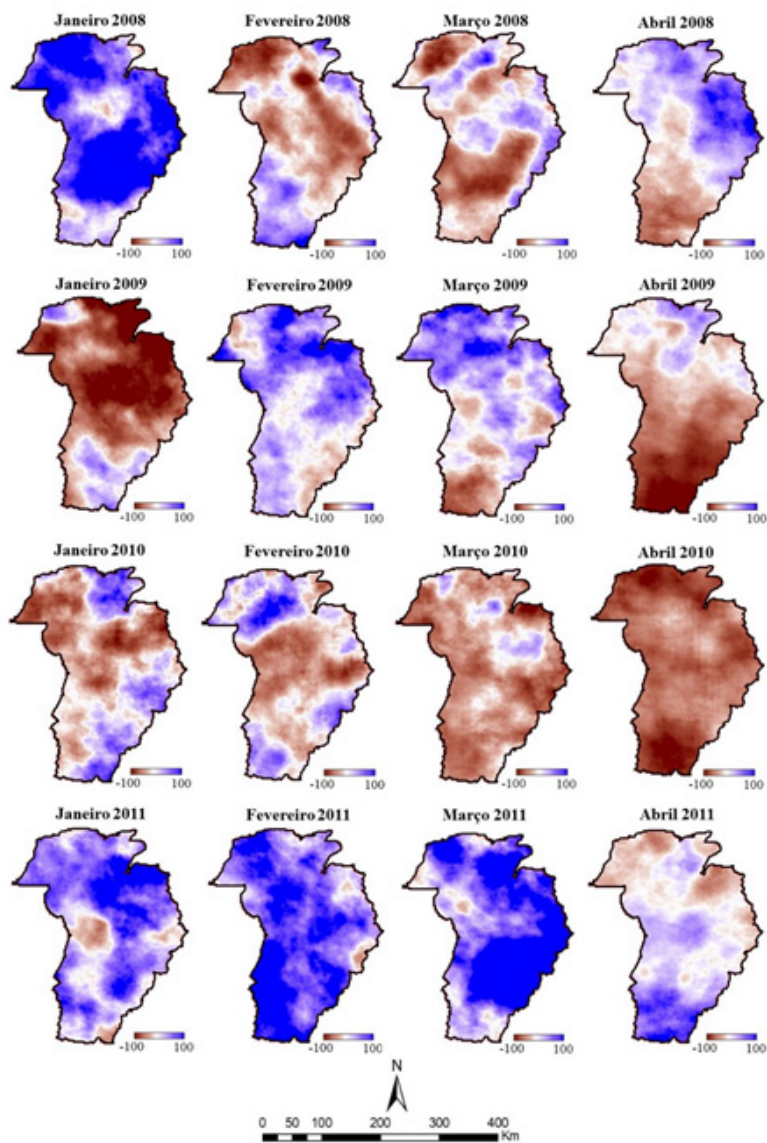 Janeiro 2008 Fevereiro 2008 Março 2008 Abril 2008
-100 100 -100 100 -100 100 -100 100
Janeiro 2009 Fevereiro 2009 Março 2009 Abril 2009
-100 100 -100 100 -100 100 -100 100
Janeiro 2010 Fevereiro 2010 Março 2010 Abril 2010
-100 100 -100 100 -100 100 -100 100
Janeiro 2011 Fevereiro 2011 Março 2011 Abril 2011
-100 100 -100 100 -100 100 -100 100
N
0 25 50 100 200 300 400
Km